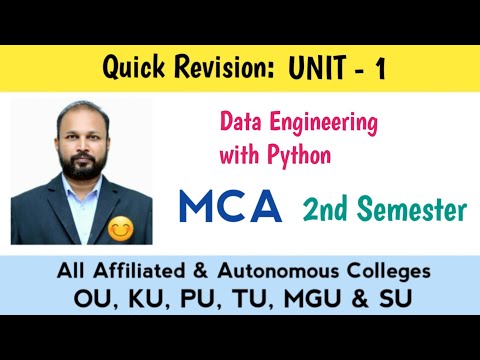 Quick Revision: UNIT - 1
Data Engineering
with Python
MCA 2nd Semester
All Affiliated & Autonomous Colleges
OU, KU, PU, TU, MGU & SU